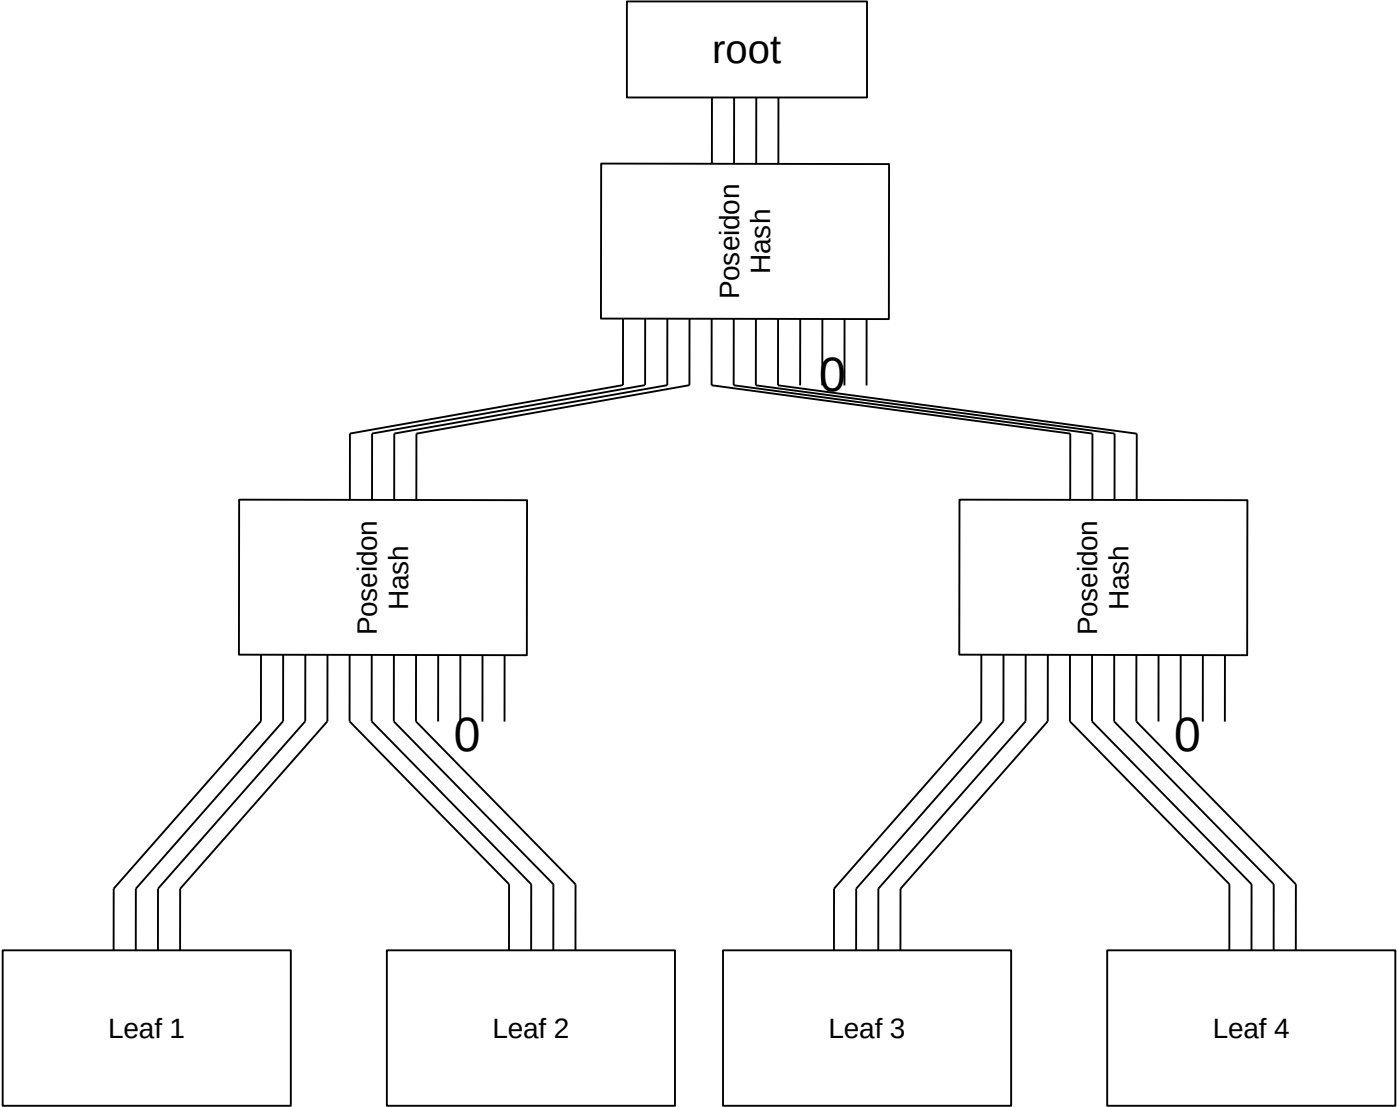 root
Poseidon
Hash
0
Poseidon
Hash
Poseidon
Hash
0
0
Leaf 1
Leaf 2
Leaf 3
Leaf 4